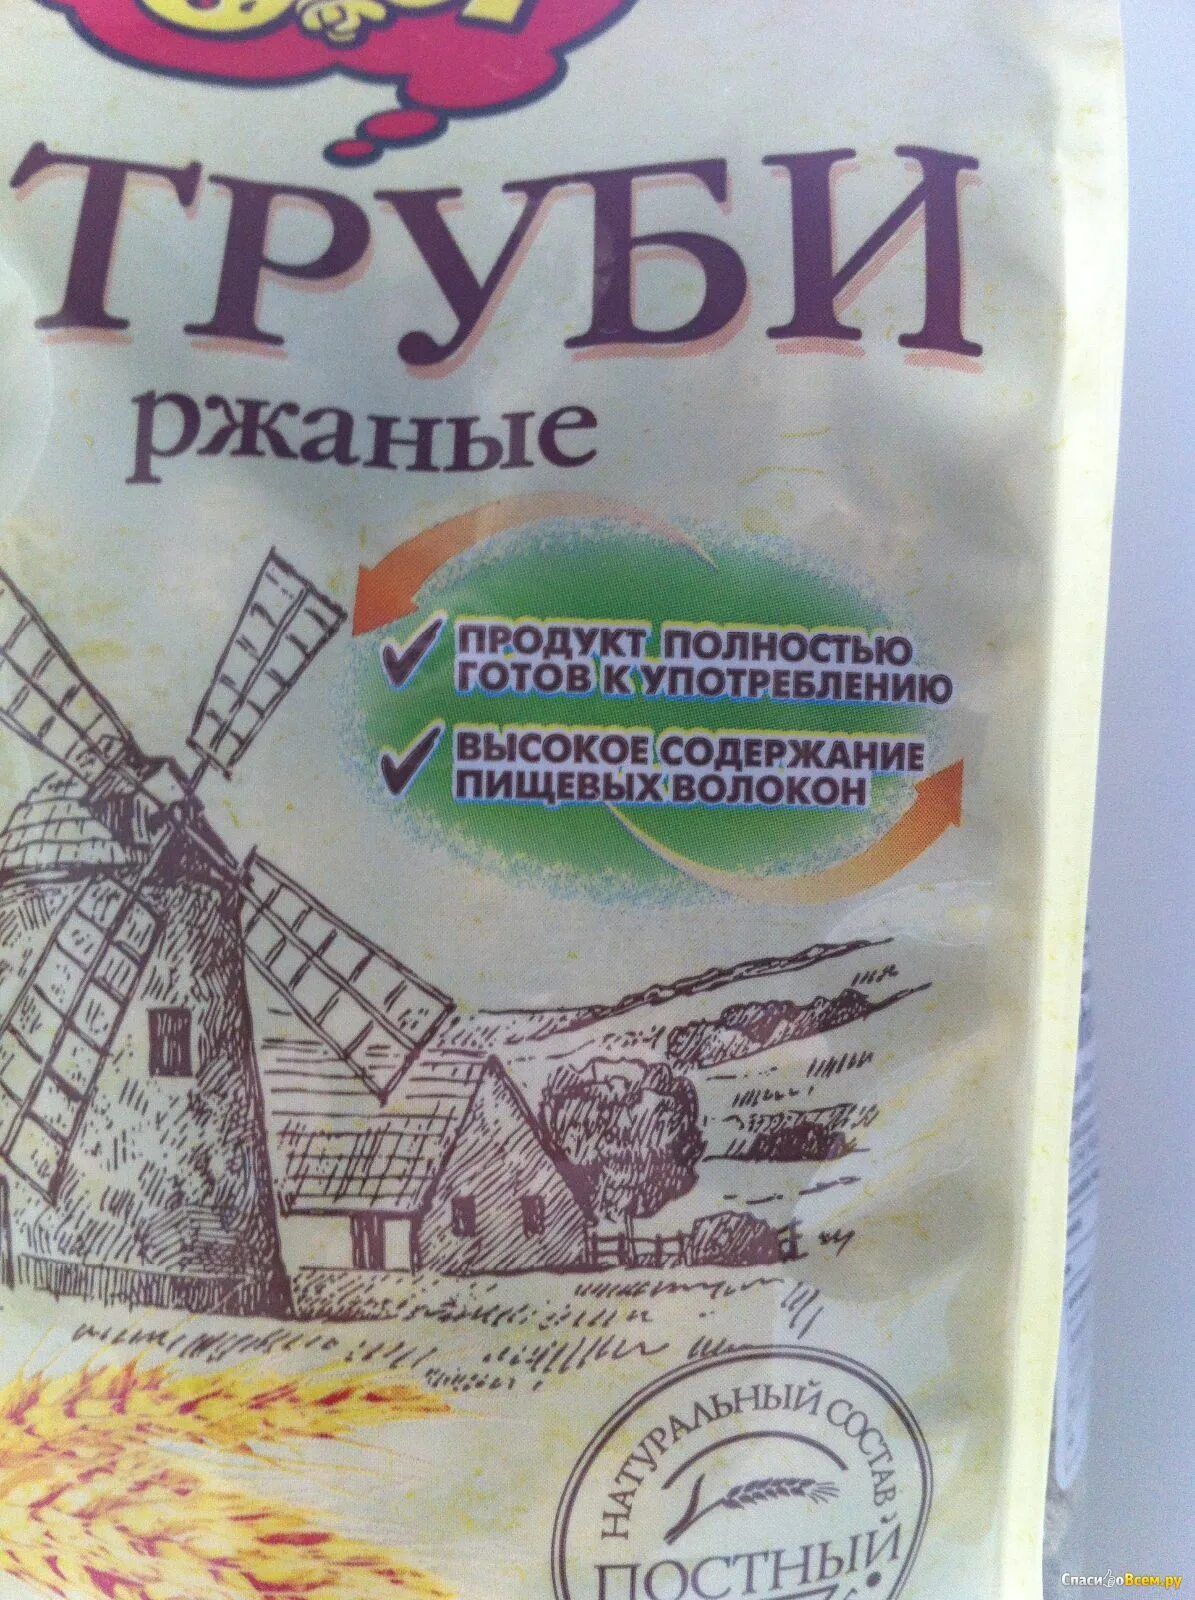 ТРУБИ
ржаные
ПРОДУКТ ПОЛНОСТЬЮ
ГОТОВ К УПОТРЕБЛЕНИЮ
ВЫСОКОЕ СОДЕРЖАНИЕ
ПИЩЕВЫХ ВОЛОКОН
НАТУРАЛЬНЫЙ СОСТАВ
ПОСТНЫЙ
СпасибоВсем.ру